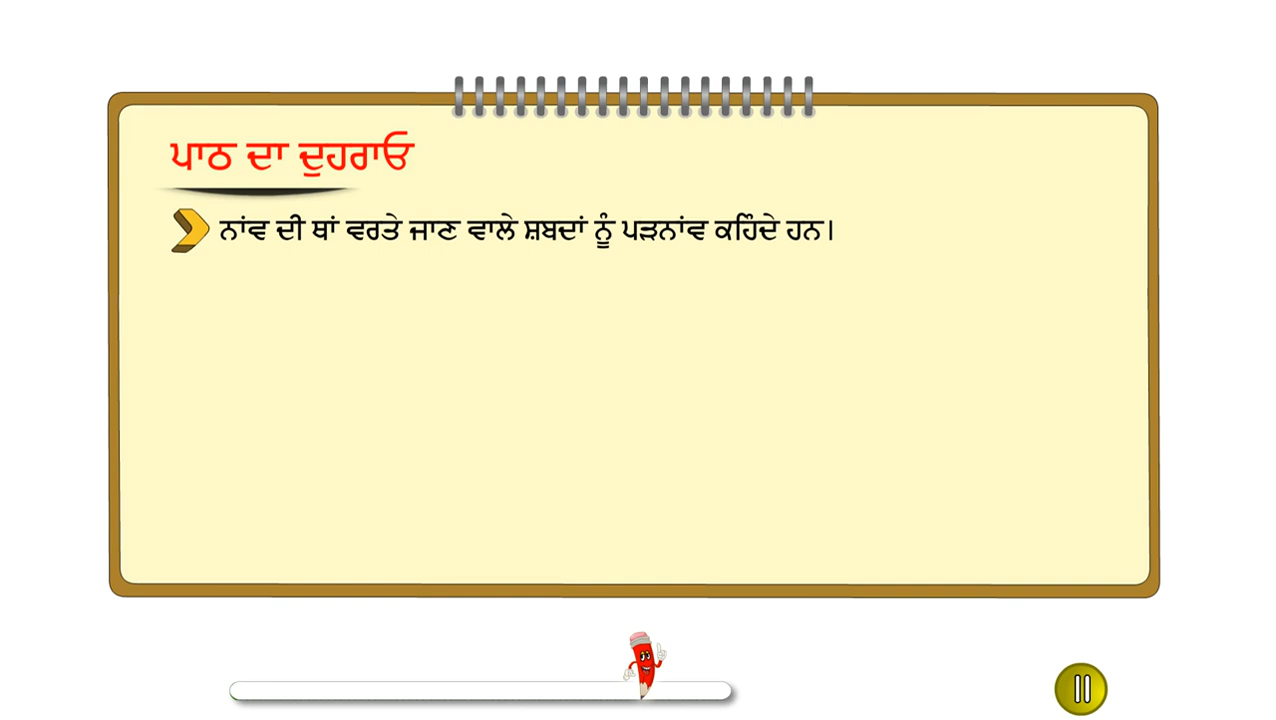 ਪਾਠ ਦਾ ਦੁਹਰਾਓ
ਨਾਂਵ ਦੀ ਥਾਂ ਵਰਤੇ ਜਾਣ ਵਾਲੇ ਸ਼ਬਦਾਂ ਨੂੰ ਪੜਨਾਂਵ ਕਹਿੰਦੇ ਹਨ।